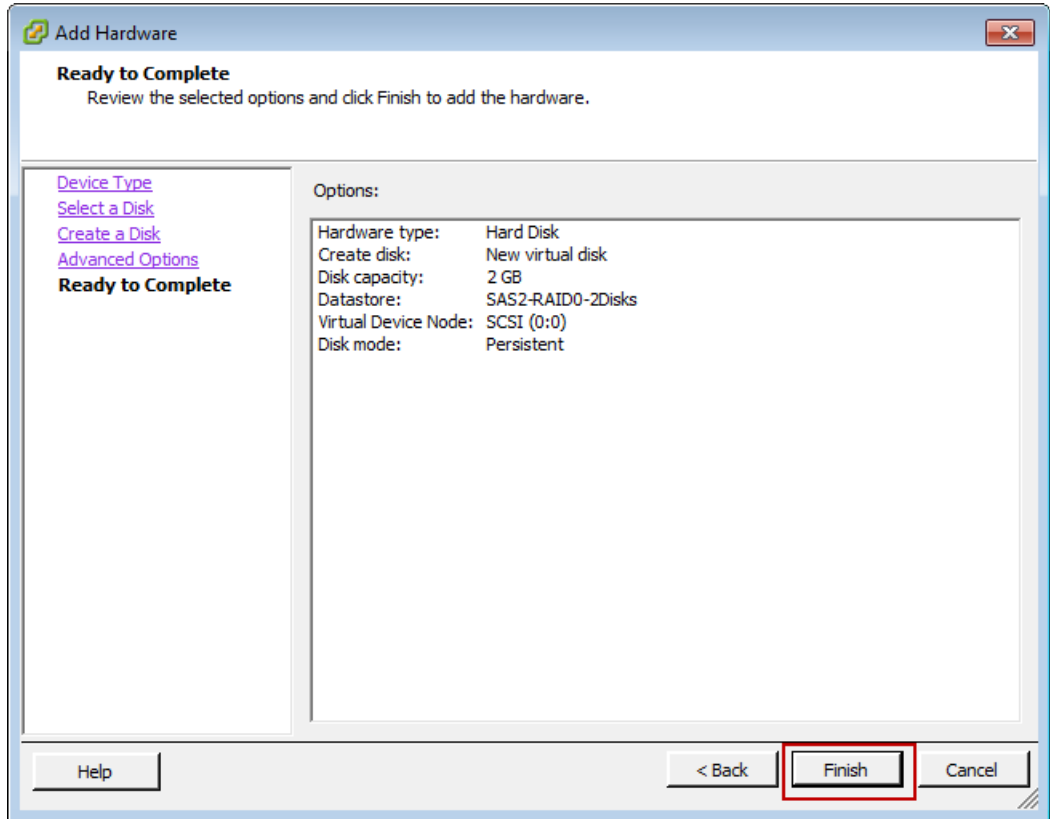 Add Hardware
Ready to Complete
Review the selected options and click Finish to add the hardware.
Device Type
Select a Disk
Create a Disk
Advanced Options
Ready to Complete
Options:
Hardware type: Hard Disk
Create disk: New virtual disk
Disk capacity: 2 GB
Datastore: SAS2-RAID0-2Disks
Virtual Device Node: SCSI (0:0)
Disk mode: Persistent
Help
< Back
Finish
Cancel